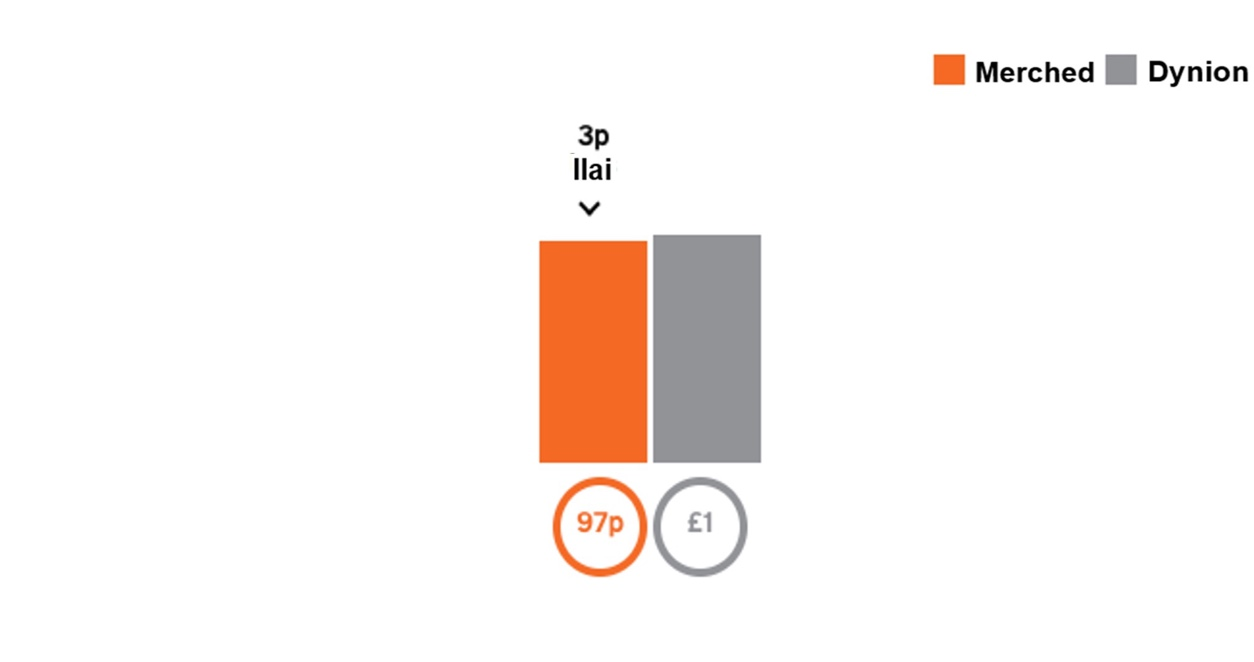 Merched Dynion
3p
llai
97p £1